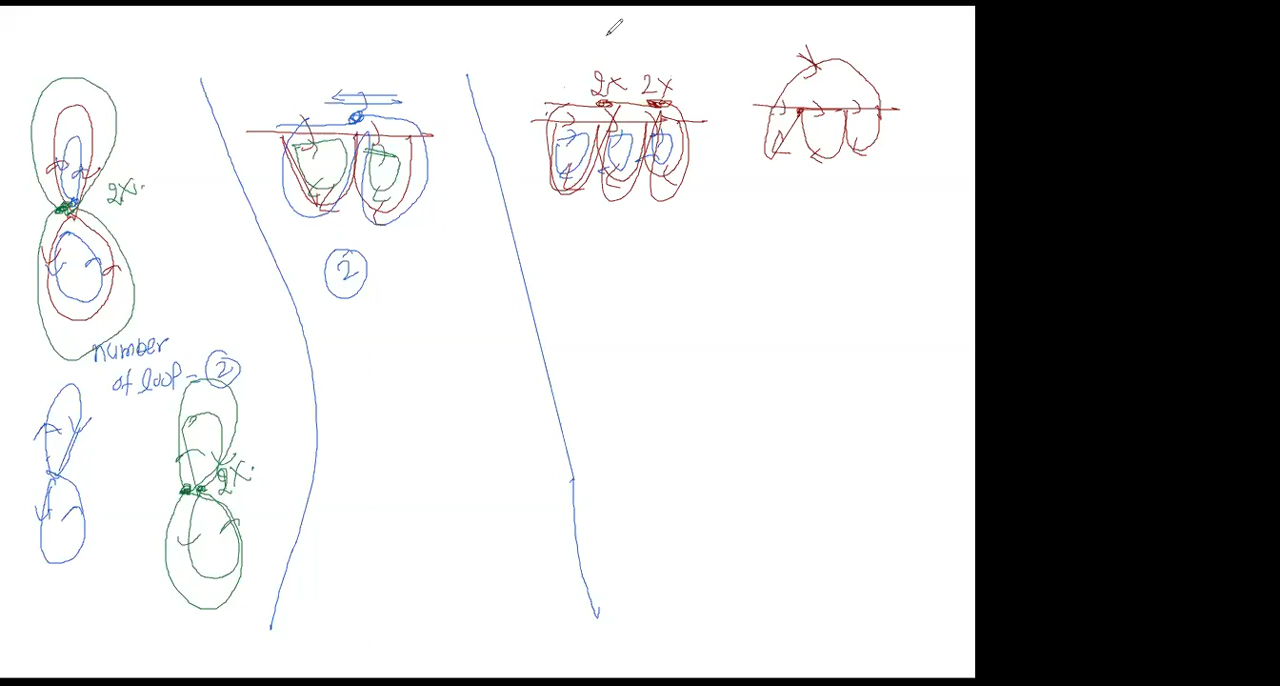 2x
number
of loop = 2
2x
2
2x 2x